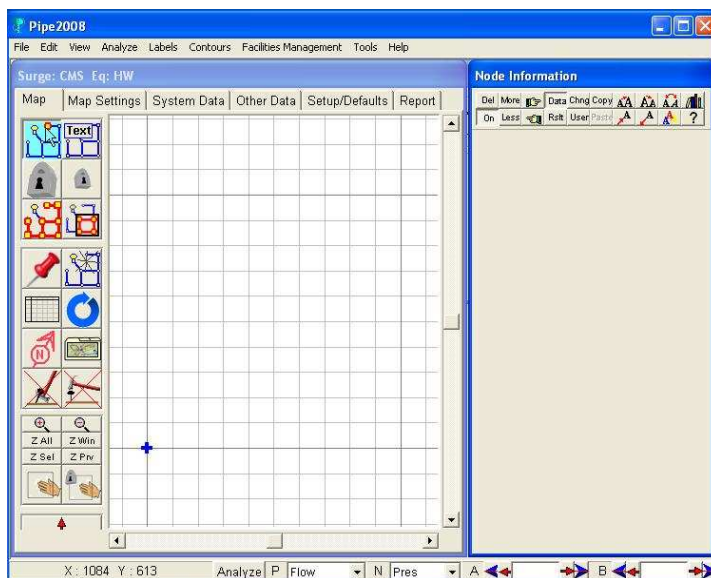 Pipe2008
File Edit View Analyze Labels Contours Facilities Management Tools Help
Surge: CMS Eq: HW
Map Map Settings System Data Other Data Setup/Defaults Report
Text
Z All Z Win
Z Sel Z Prv
Node Information
Del More Data Chng Copy A A A A
On Less Rslt User Paste A A A ?
N
X : 1084 Y : 613 Analyze P Flow N Pres A B